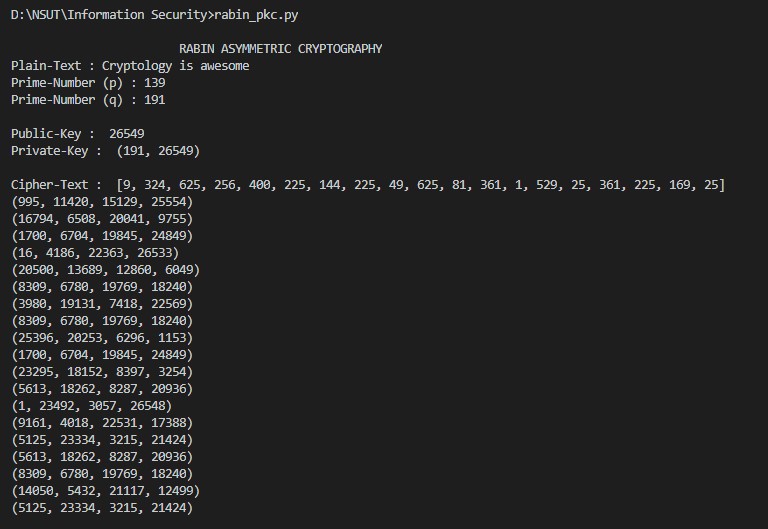 D:\NSUT\Information Security>rabin_pkc.py
RABIN ASYMMETRIC CRYPTOGRAPHY
Plain-Text : Cryptology is awesome
Prime-Number (p) : 139
Prime-Number (q) : 191
Public-Key :  26549
Private-Key :  (191, 26549)
Cipher-Text :  [9, 324, 625, 256, 400, 225, 144, 225, 49, 625, 81, 361, 1, 529, 25, 361, 225, 169, 25]
(995, 11420, 15129, 25554)
(16794, 6508, 20041, 9755)
(1700, 6704, 19845, 24849)
(16, 4186, 22363, 26533)
(20500, 13689, 12860, 6049)
(8309, 6780, 19769, 18240)
(3980, 19131, 7418, 22569)
(8309, 6780, 19769, 18240)
(25396, 20253, 6296, 1153)
(1700, 6704, 19845, 24849)
(23295, 18152, 8397, 3254)
(5613, 18262, 8287, 20936)
(1, 23492, 3057, 26548)
(9161, 4018, 22531, 17388)
(5125, 23334, 3215, 21424)
(5613, 18262, 8287, 20936)
(8309, 6780, 19769, 18240)
(14050, 5432, 21117, 12499)
(5125, 23334, 3215, 21424)